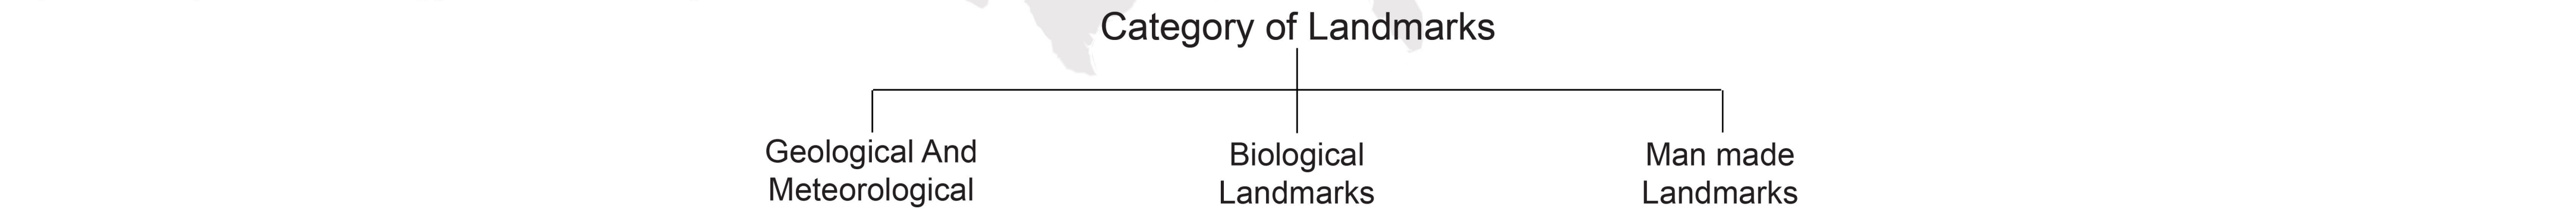 Category of Landmarks
Geological And
Meteorological
Biological
Landmarks
Man made
Landmarks